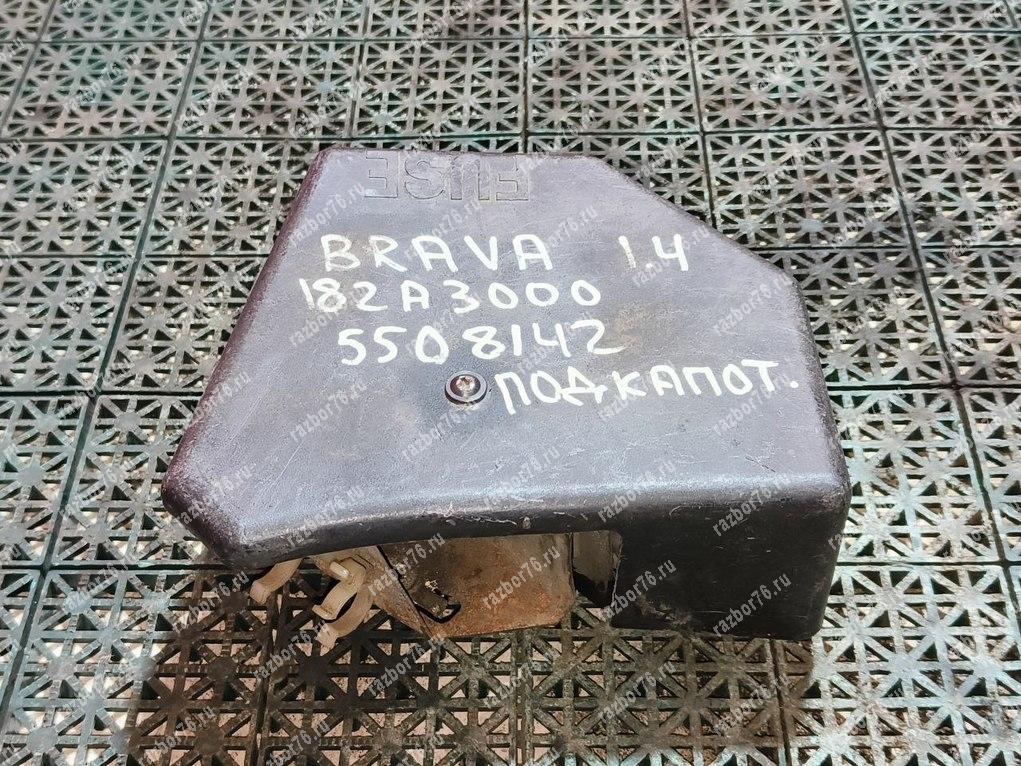 FUSE
BRAVA 1.4
182A3000
5508142
ПОДКАПОТ.
razbor76.ru